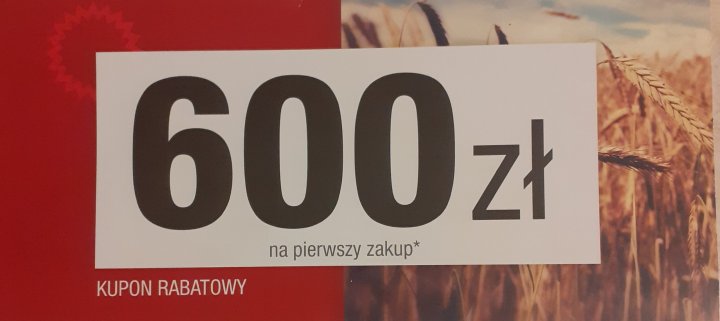 600 zł
na pierwszy zakup*
KUPON RABATOWY